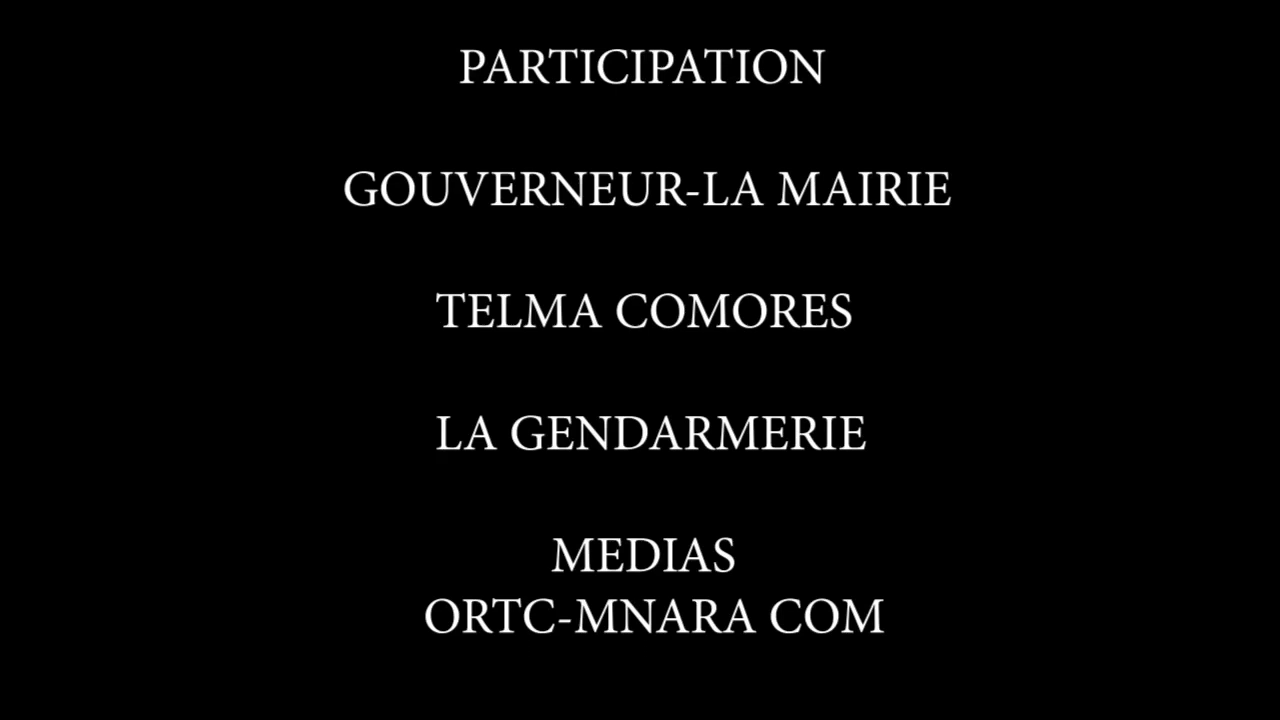 PARTICIPATION
GOUVERNEUR-LA MAIRIE
TELMA COMORES
LA GENDARMERIE
MEDIAS
ORTC-MNARA COM